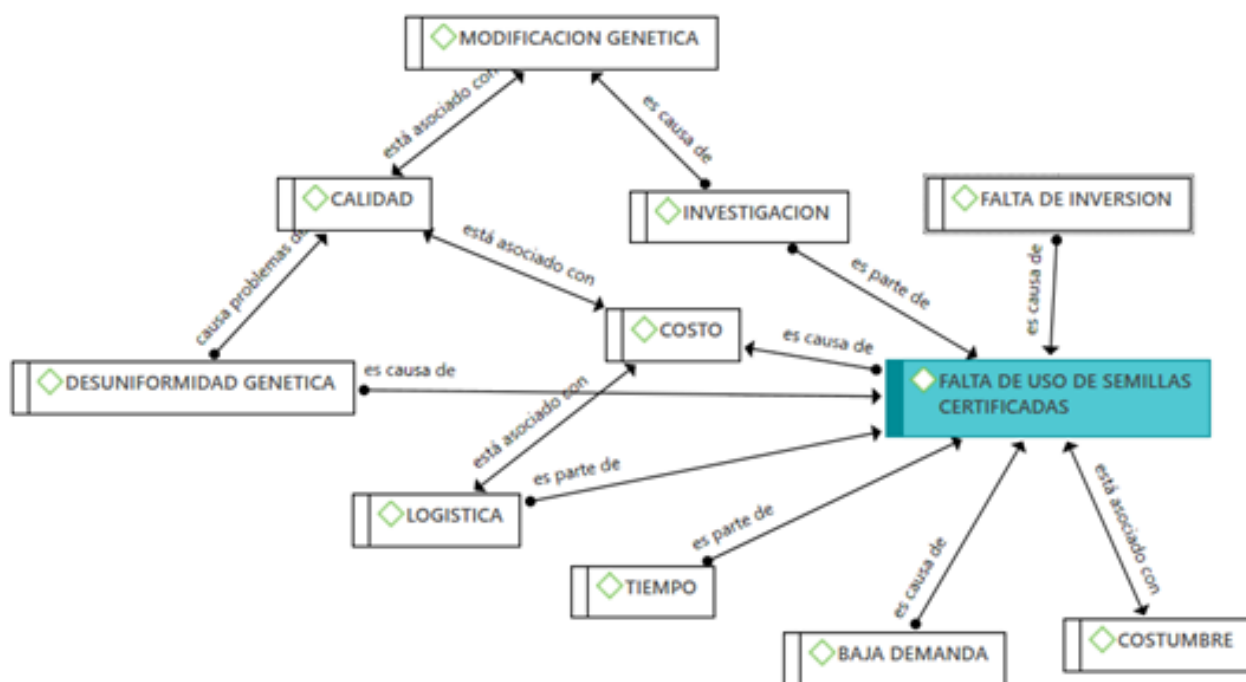 MODIFICACION GENETICA
está asociado con
es causa de
CALIDAD
INVESTIGACION
FALTA DE INVERSION
está asociado con
es parte de
es causa de
causa problemas de
COSTO
es causa de
DESUNIFORMIDAD GENETICA
es causa de
FALTA DE USO DE SEMILLAS
CERTIFICADAS
está asociado con
es parte de
LOGISTICA
es parte de
es causa de
está asociado con
TIEMPO
BAJA DEMANDA
COSTUMBRE